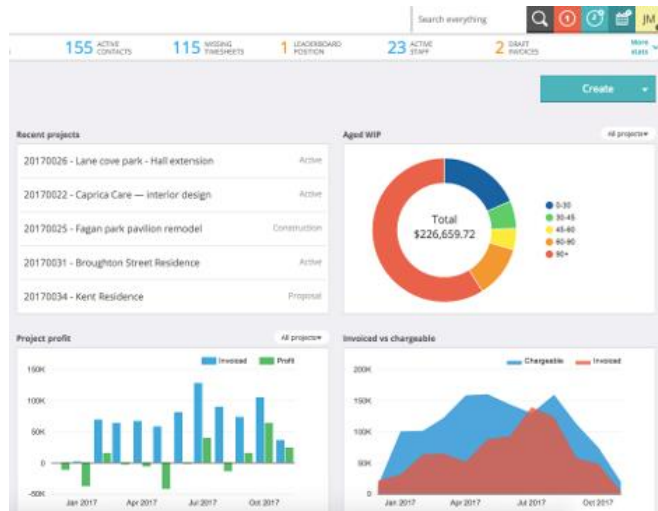 Search everything
1
JM
155 ACTIVE CONTACTS
115 MISSING TIMESHEETS
1 LEADERBOARD POSITION
23 ACTIVE STAFF
2 DRAFT INVOICES
More stats
Create
Recent projects
20170026 - Lane cove park - Hall extension Active
20170022 - Caprica Care — interior design Active
20170025 - Fagan park pavilion remodel Construction
20170031 - Broughton Street Residence Active
20170034 - Kent Residence Proposal
Aged WIP
All projects
Total
$226,659.72
0-30
30-45
45-60
60-90
90+
Project profit
All projects
Invoiced Profit
150K
100K
50K
0
-50K
Jan 2017 Apr 2017 Jul 2017 Oct 2017
Invoiced vs chargeable
Chargeable Invoiced
200K
150K
100K
50K
0
Jan 2017 Apr 2017 Jul 2017 Oct 2017